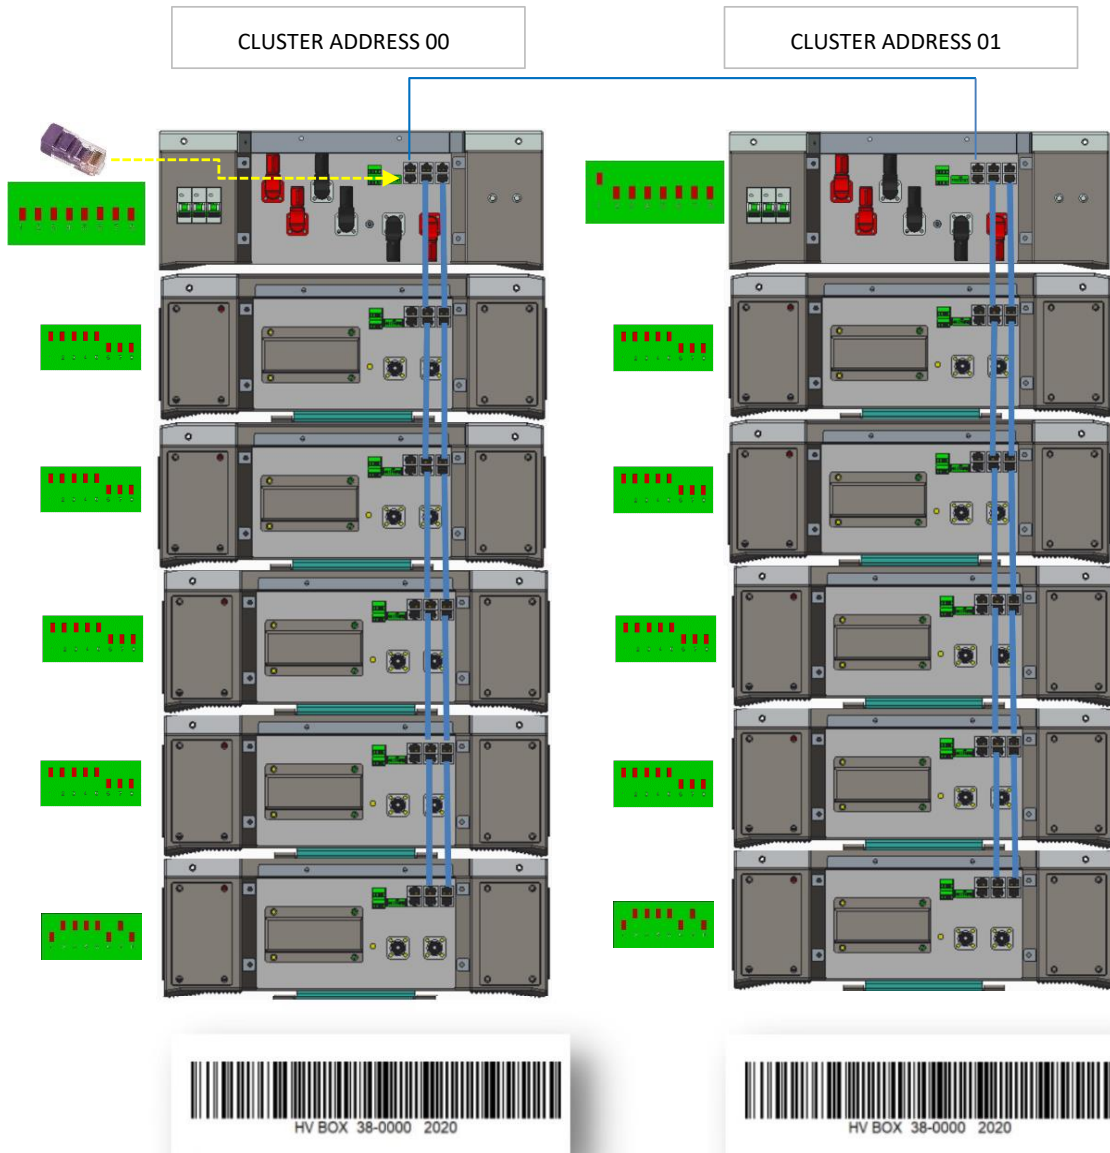 CLUSTER ADDRESS 00
CLUSTER ADDRESS 01
HV BOX 38-0000 2020
HV BOX 38-0000 2020